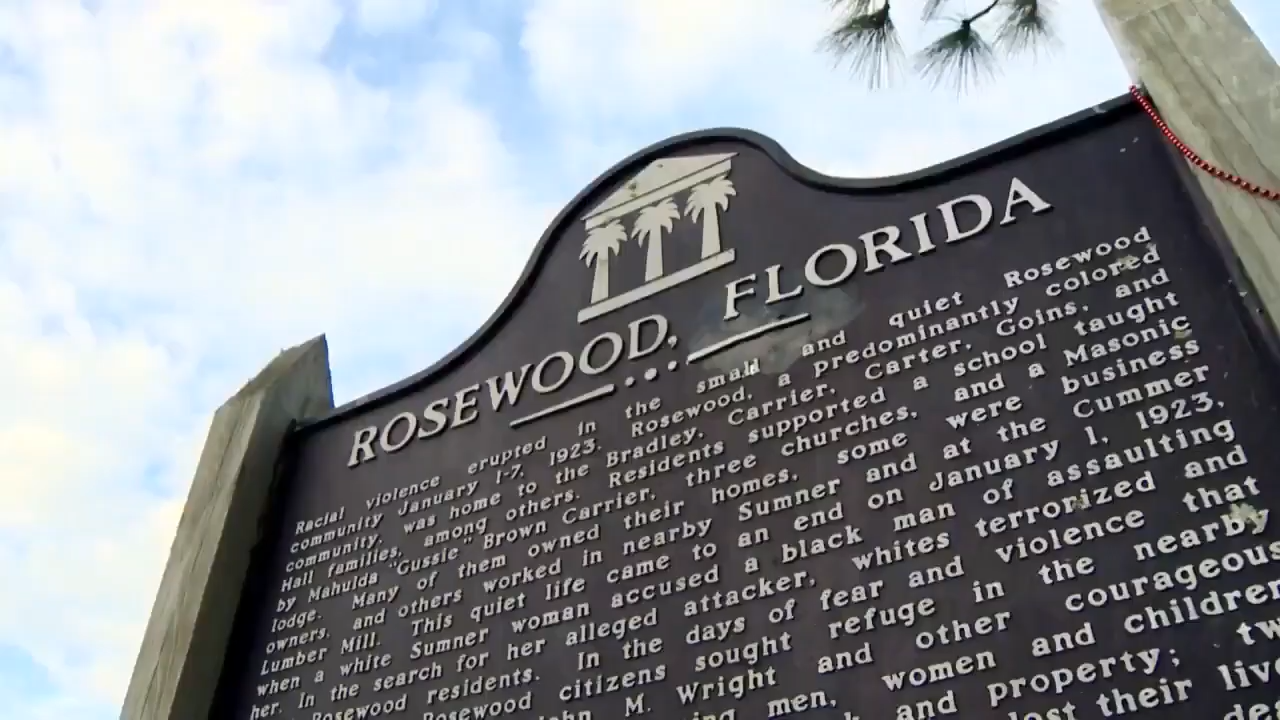 ROSEWOOD, FLORIDA
Racial violence erupted in the small and quiet Rosewood
community January 1-7, 1923. Rosewood, a predominantly colored
community, was home to the Bradley, Carrier, Carter, Goins, and
Hall families, among others. Residents supported a school taught
by Mahulda "Gussie" Brown Carrier, three churches, and a Masonic
lodge. Many of them owned their homes, some were business
owners, and others worked in nearby Sumner and at the Cummer
Lumber Mill. This quiet life came to an end on January 1, 1923,
when a white Sumner woman accused a black man of assaulting
her. In the search for her alleged attacker, whites terrorized and
Rosewood residents. In the days of fear and violence that
Rosewood citizens sought refuge in the nearby
M. Wright and other courageous
men, women and children
and property;
lost their